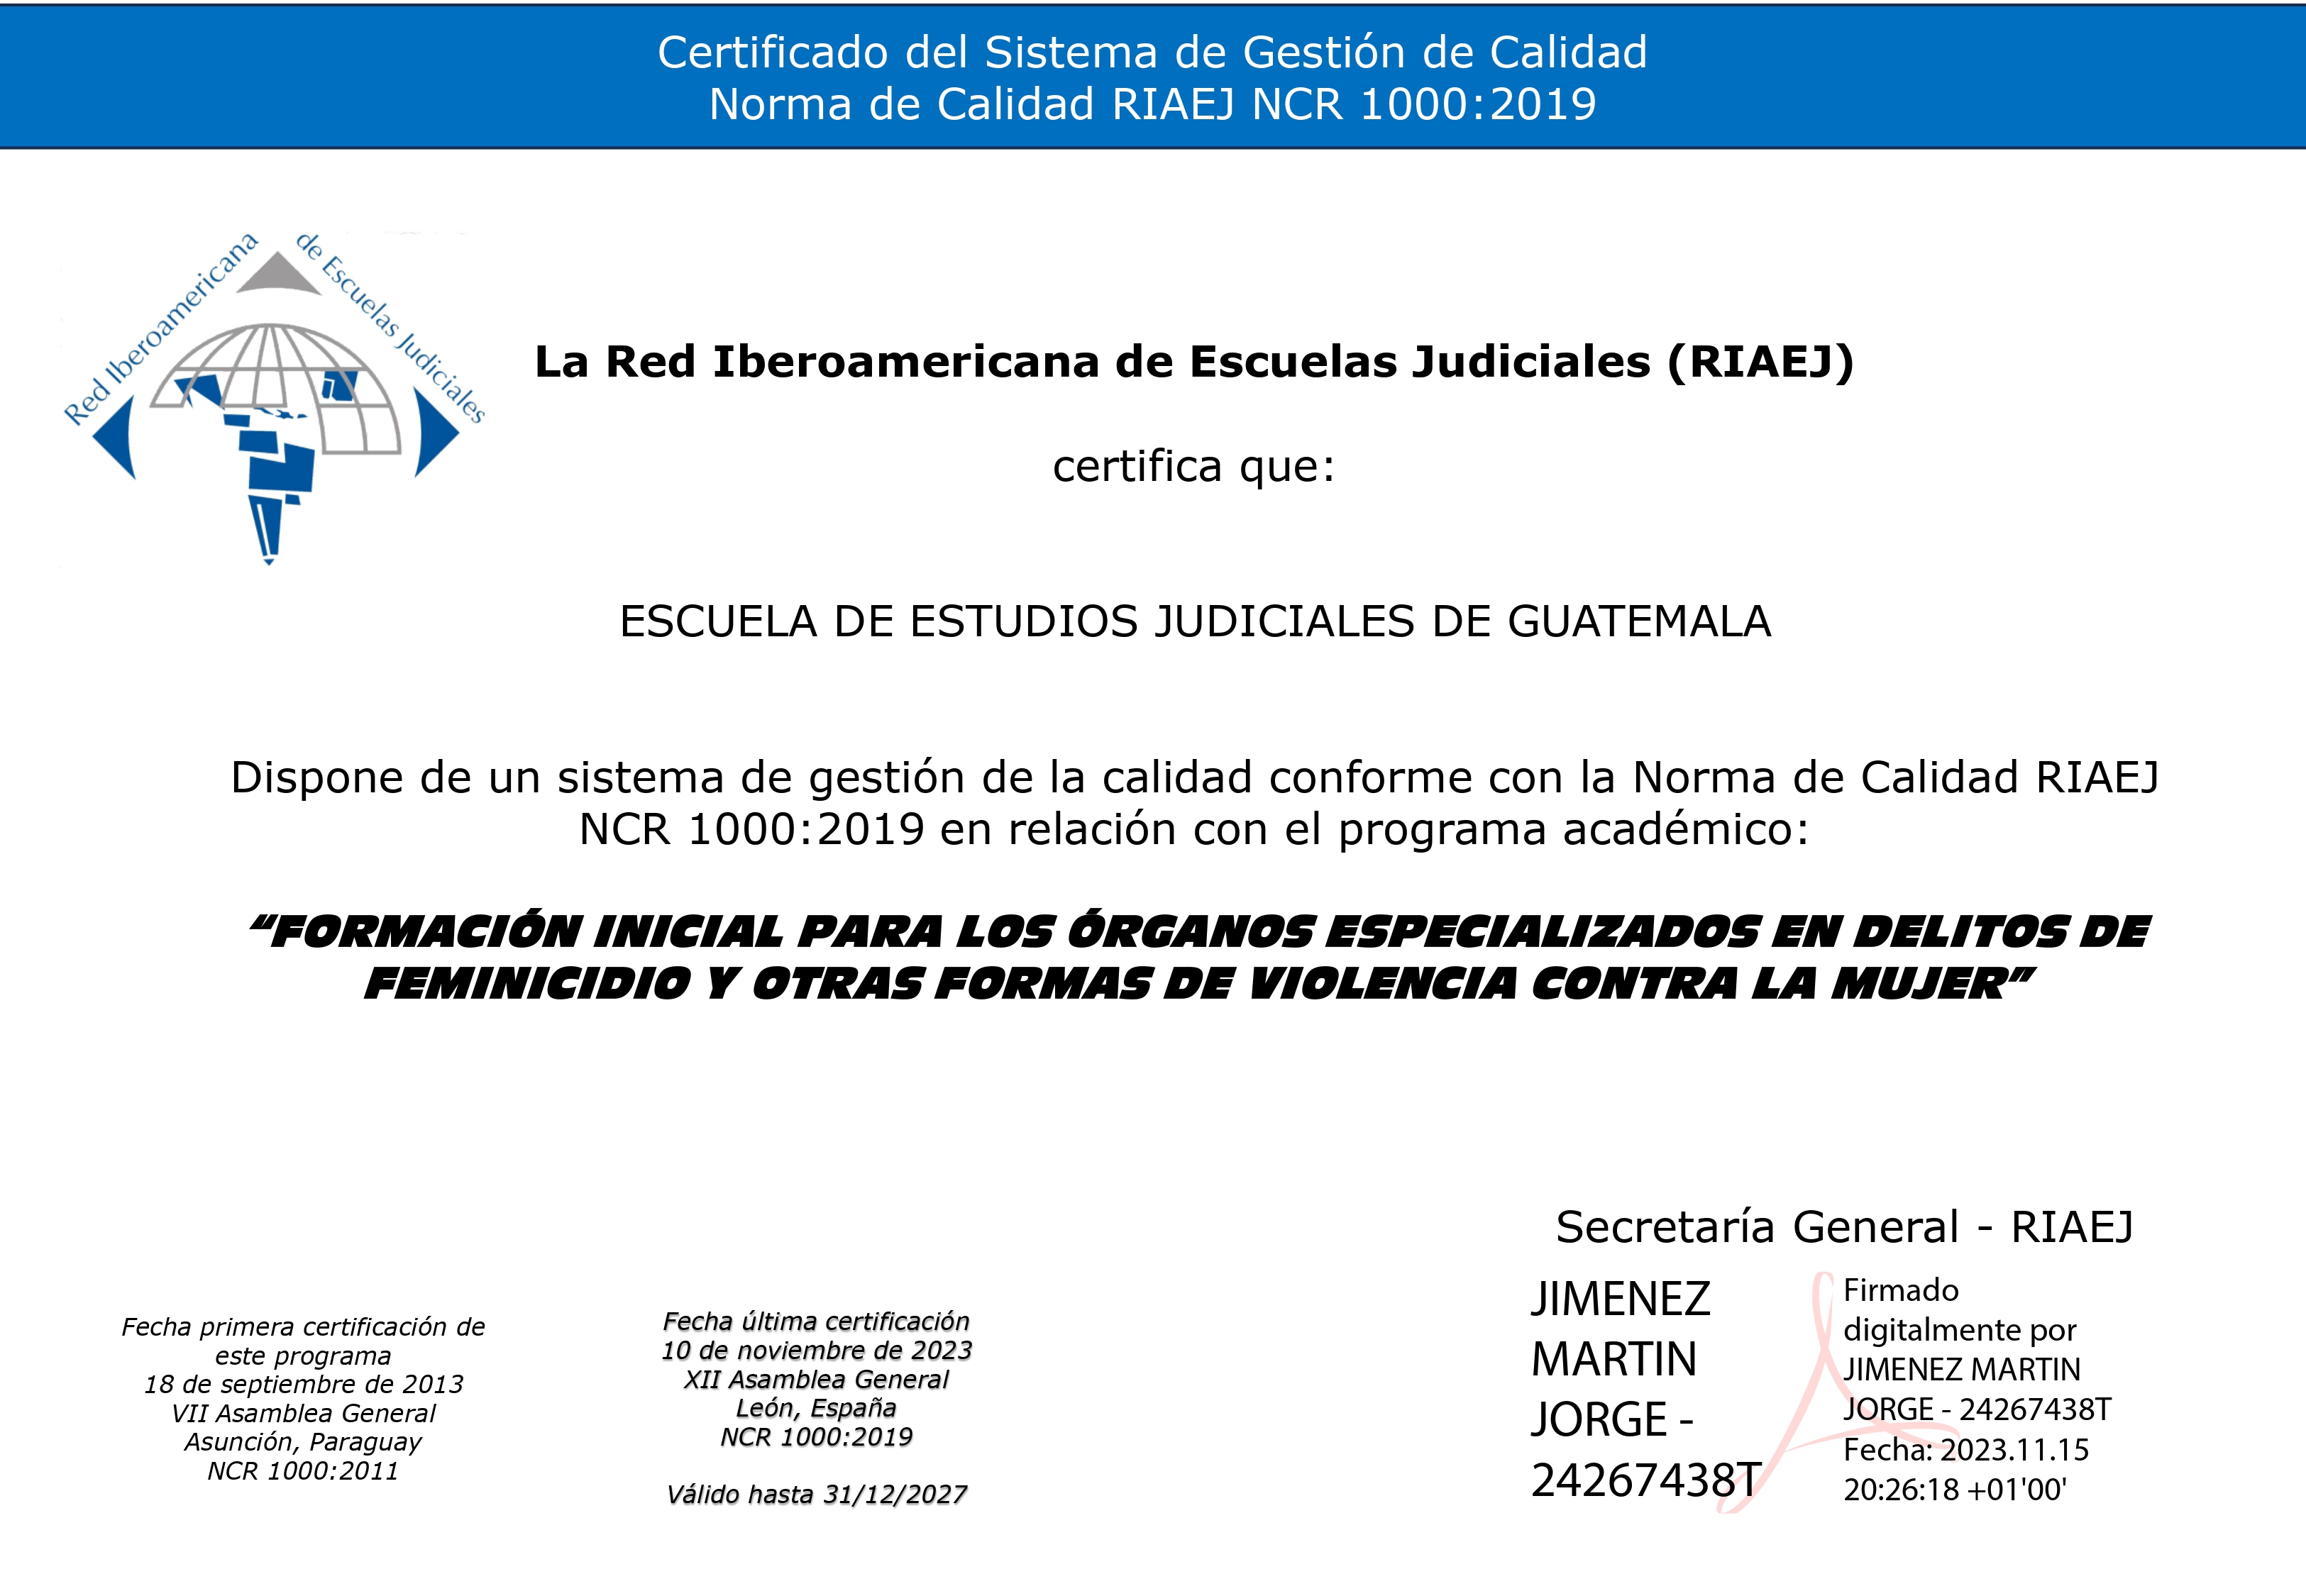 Certificado del Sistema de Gestión de Calidad
Norma de Calidad RIAEJ NCR 1000:2019
Red Iberoamericana de Escuelas Judiciales
La Red Iberoamericana de Escuelas Judiciales (RIAEJ)
certifica que:
ESCUELA DE ESTUDIOS JUDICIALES DE GUATEMALA
Dispone de un sistema de gestión de la calidad conforme con la Norma de Calidad RIAEJ
NCR 1000:2019 en relación con el programa académico:
“FORMACIÓN INICIAL PARA LOS ÓRGANOS ESPECIALIZADOS EN DELITOS DE
FEMINICIDIO Y OTRAS FORMAS DE VIOLENCIA CONTRA LA MUJER”
Fecha primera certificación de
este programa
18 de septiembre de 2013
VII Asamblea General
Asunción, Paraguay
NCR 1000:2011
Fecha última certificación
10 de noviembre de 2023
XII Asamblea General
León, España
NCR 1000:2019
Válido hasta 31/12/2027
Secretaría General - RIAEJ
JIMENEZ
MARTIN
JORGE -
24267438T
Firmado
digitalmente por
JIMENEZ MARTIN
JORGE - 24267438T
Fecha: 2023.11.15
20:26:18 +01'00'